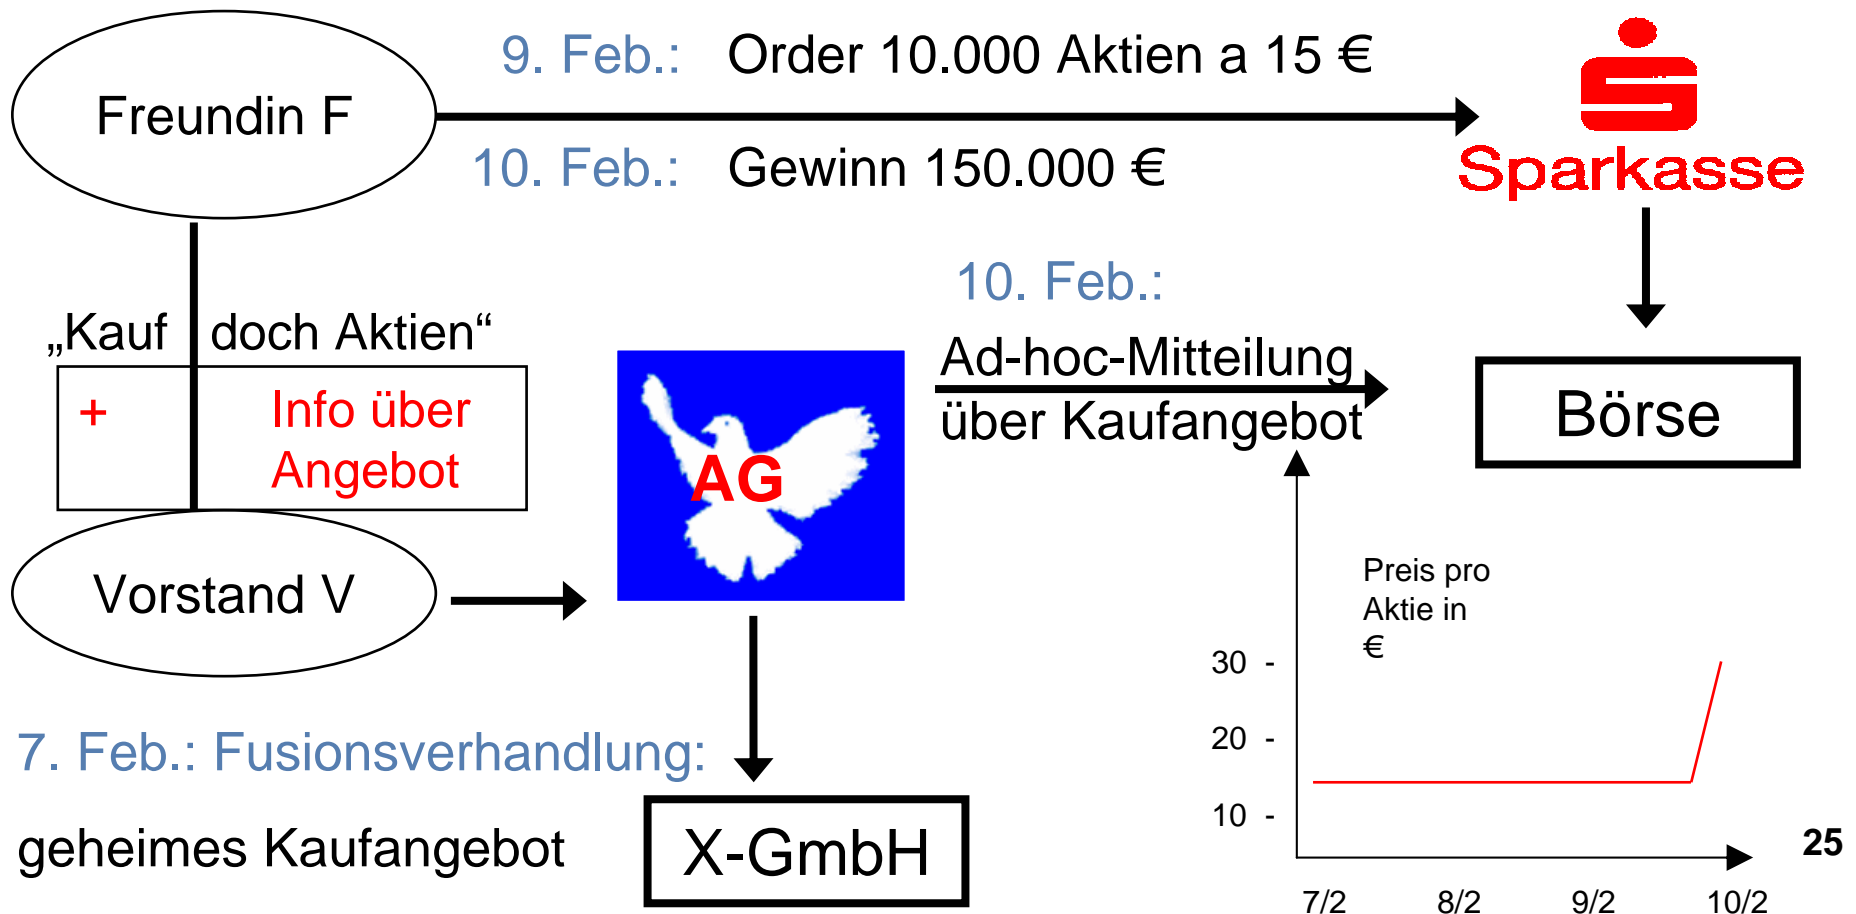 9. Feb.: Order 10.000 Aktien a 15 €
Freundin F
10. Feb.: Gewinn 150.000 €
Sparkasse
10. Feb.:
„Kauf doch Aktien“
Ad-hoc-Mitteilung
+ Info über
Angebot
über Kaufangebot
Börse
AG
Vorstand V
Preis pro
Aktie in
€
30 -
20 -
10 -
7/2 8/2 9/2 10/2
7. Feb.: Fusionsverhandlung:
geheimes Kaufangebot
X-GmbH
25